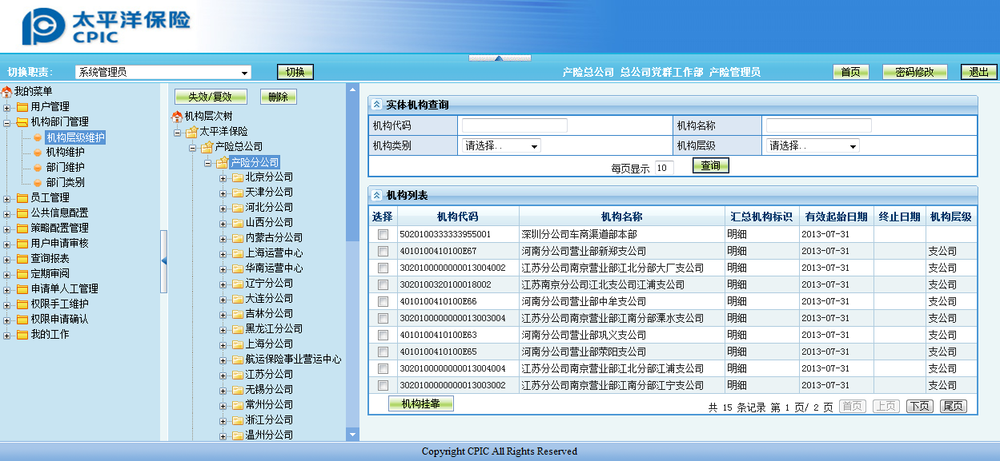 太平洋保险
CPIC
切换职责: 系统管理员 切换 产险总公司 总公司党群工作部 产险管理员 首页 密码修改 退出
我的菜单
用户管理
机构部门管理
机构层级维护
机构维护
部门维护
部门类别
员工管理
公共信息配置
策略配置管理
用户申请审核
查询报表
定期审阅
申请单人工管理
权限手工维护
权限申请确认
我的工作
失效/复效 删除
机构层次树
太平洋保险
产险总公司
产险分公司
北京分公司
天津分公司
河北分公司
山西分公司
内蒙古分公司
上海运营中心
华南运营中心
辽宁分公司
大连分公司
吉林分公司
黑龙江分公司
上海分公司
航运保险事业营运中心
江苏分公司
无锡分公司
常州分公司
浙江分公司
温州分公司
实体机构查询
机构代码 机构名称
机构类别 请选择.. 机构层级 请选择..
每页显示 10 查询
机构列表
选择 机构代码 机构名称 汇总机构标识 有效起始日期 终止日期 机构层级
5020100333333955001 深圳分公司车商渠道部本部 明细 2013-07-31
4010100410100E67 河南分公司营业部新郑支公司 明细 2013-07-31 支公司
3020100000000013004002 江苏分公司南京营业部江北分部大厂支公司 明细 2013-07-31 支公司
3020100320100018002 江苏南京分公司江北支公司江浦支公司 明细 2013-07-31 支公司
4010100410100E66 河南分公司营业部中牟支公司 明细 2013-07-31 支公司
3020100000000013003004 江苏分公司南京营业部江南分部溧水支公司 明细 2013-07-31 支公司
4010100410100E63 河南分公司营业部巩义支公司 明细 2013-07-31 支公司
4010100410100E65 河南分公司营业部荥阳支公司 明细 2013-07-31 支公司
3020100000000013004004 江苏分公司南京营业部江北分部江浦支公司 明细 2013-07-31 支公司
3020100000000013003002 江苏分公司南京营业部江南分部江宁支公司 明细 2013-07-31 支公司
机构挂靠 共 15 条记录 第 1 页/ 2 页 首页 上页 下页 尾页
Copyright CPIC All Rights Reserved